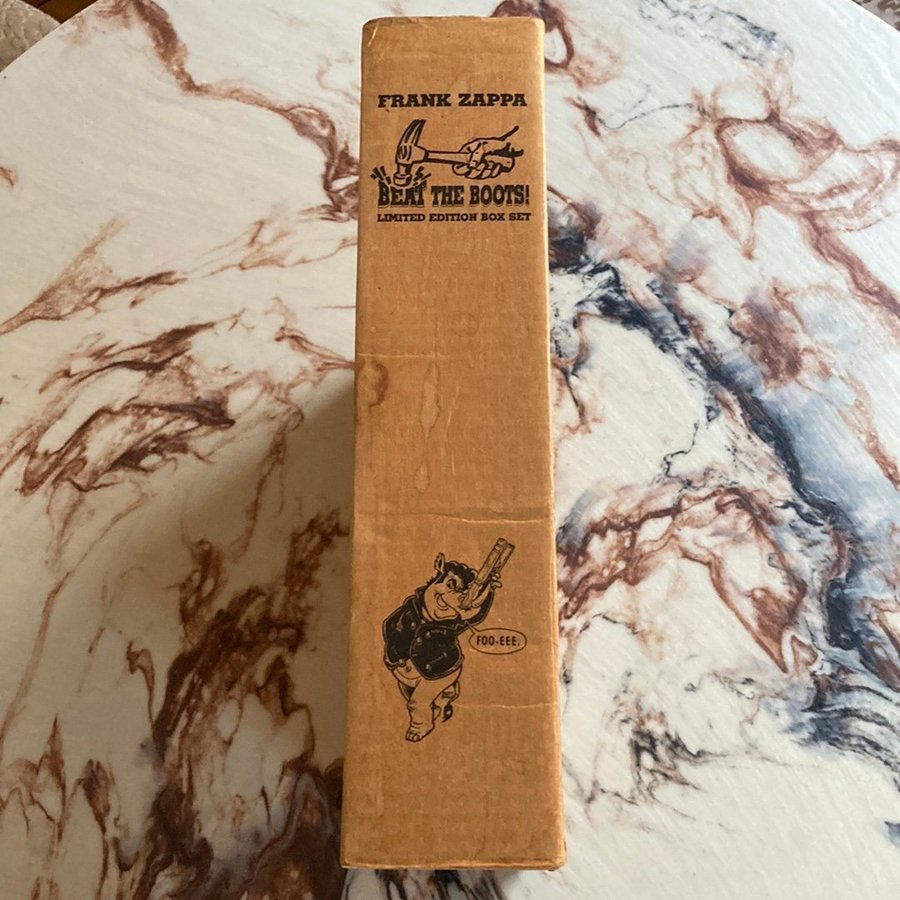 FRANK ZAPPA
BEAT THE BOOTS!
LIMITED EDITION BOX SET
FOO-EEE.